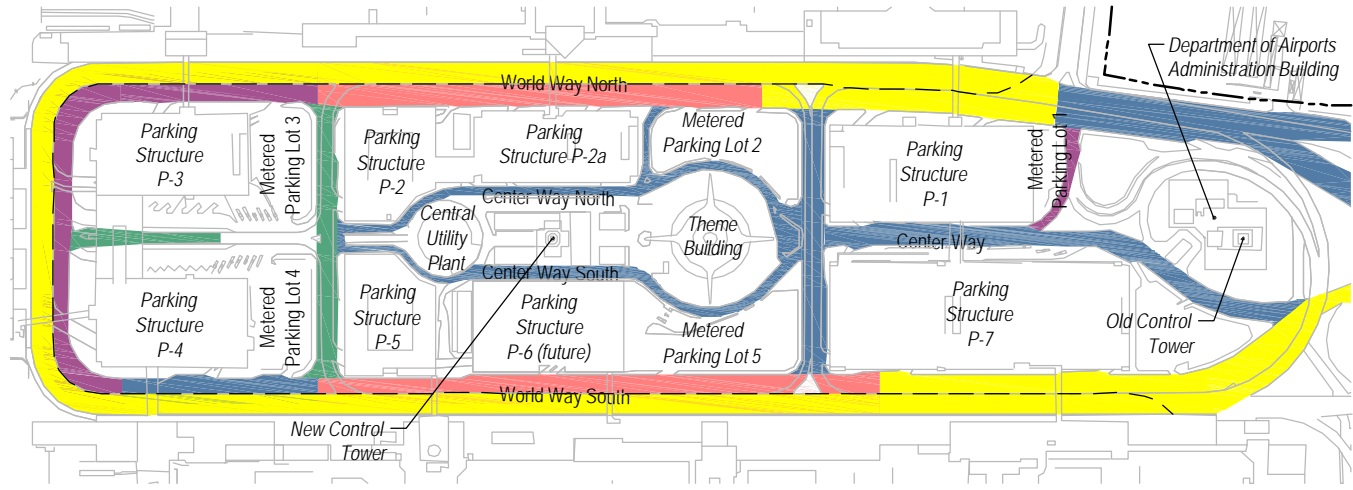 World Way North
Department of Airports
Administration Building
Parking
Structure
P-3
Metered
Parking Lot 3
Parking
Structure
P-2
Parking
Structure P-2a
Metered
Parking Lot 2
Parking
Structure
P-1
Metered
Parking Lot 1
Center Way North
Central
Utility
Plant
Theme
Building
Center Way
Center Way South
Parking
Structure
P-4
Metered
Parking Lot 4
Parking
Structure
P-5
Parking
Structure
P-6 (future)
Metered
Parking Lot 5
Parking
Structure
P-7
Old Control
Tower
World Way South
New Control
Tower